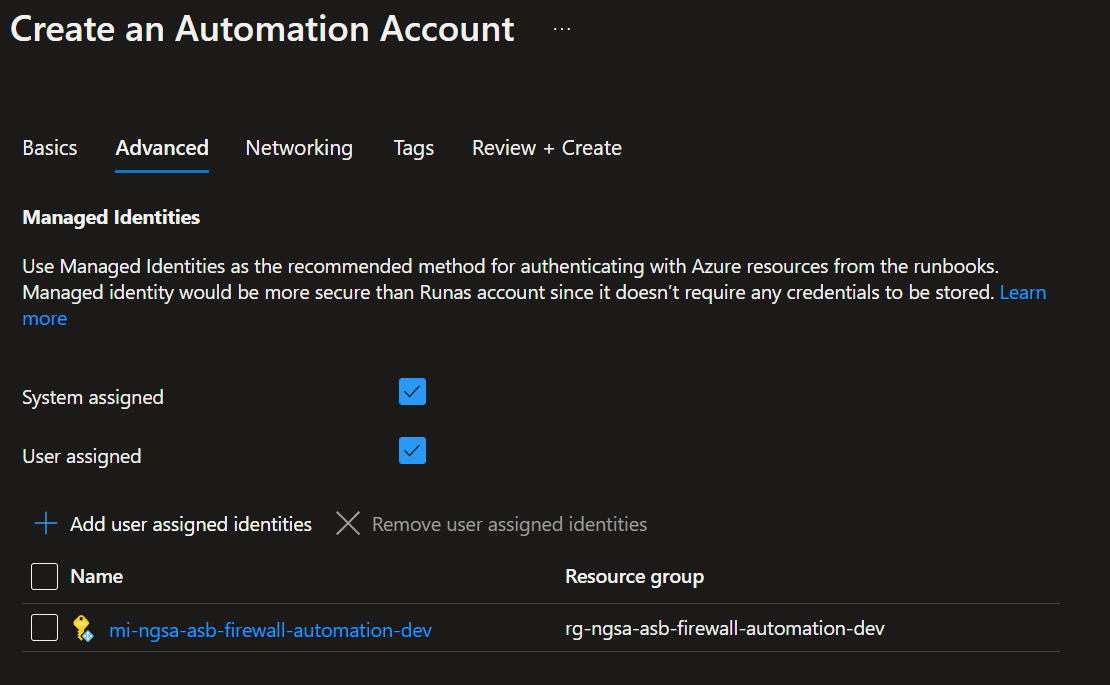 Create an Automation Account ...
Basics Advanced Networking Tags Review + Create
Managed Identities
Use Managed Identities as the recommended method for authenticating with Azure resources from the runbooks.
Managed identity would be more secure than Runas account since it doesn’t require any credentials to be stored. Learn
more
System assigned
User assigned
Add user assigned identities Remove user assigned identities
Name Resource group
mi-ngsa-asb-firewall-automation-dev rg-ngsa-asb-firewall-automation-dev